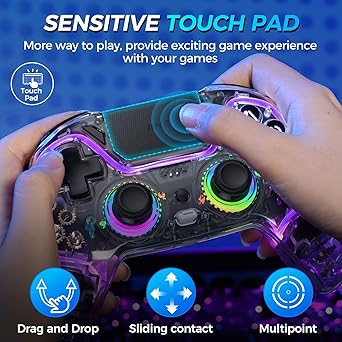 SENSITIVE TOUCH PAD
More way to play, provide exciting game experience
with your games
Touch
Pad
Drag and Drop
Sliding contact
Multipoint